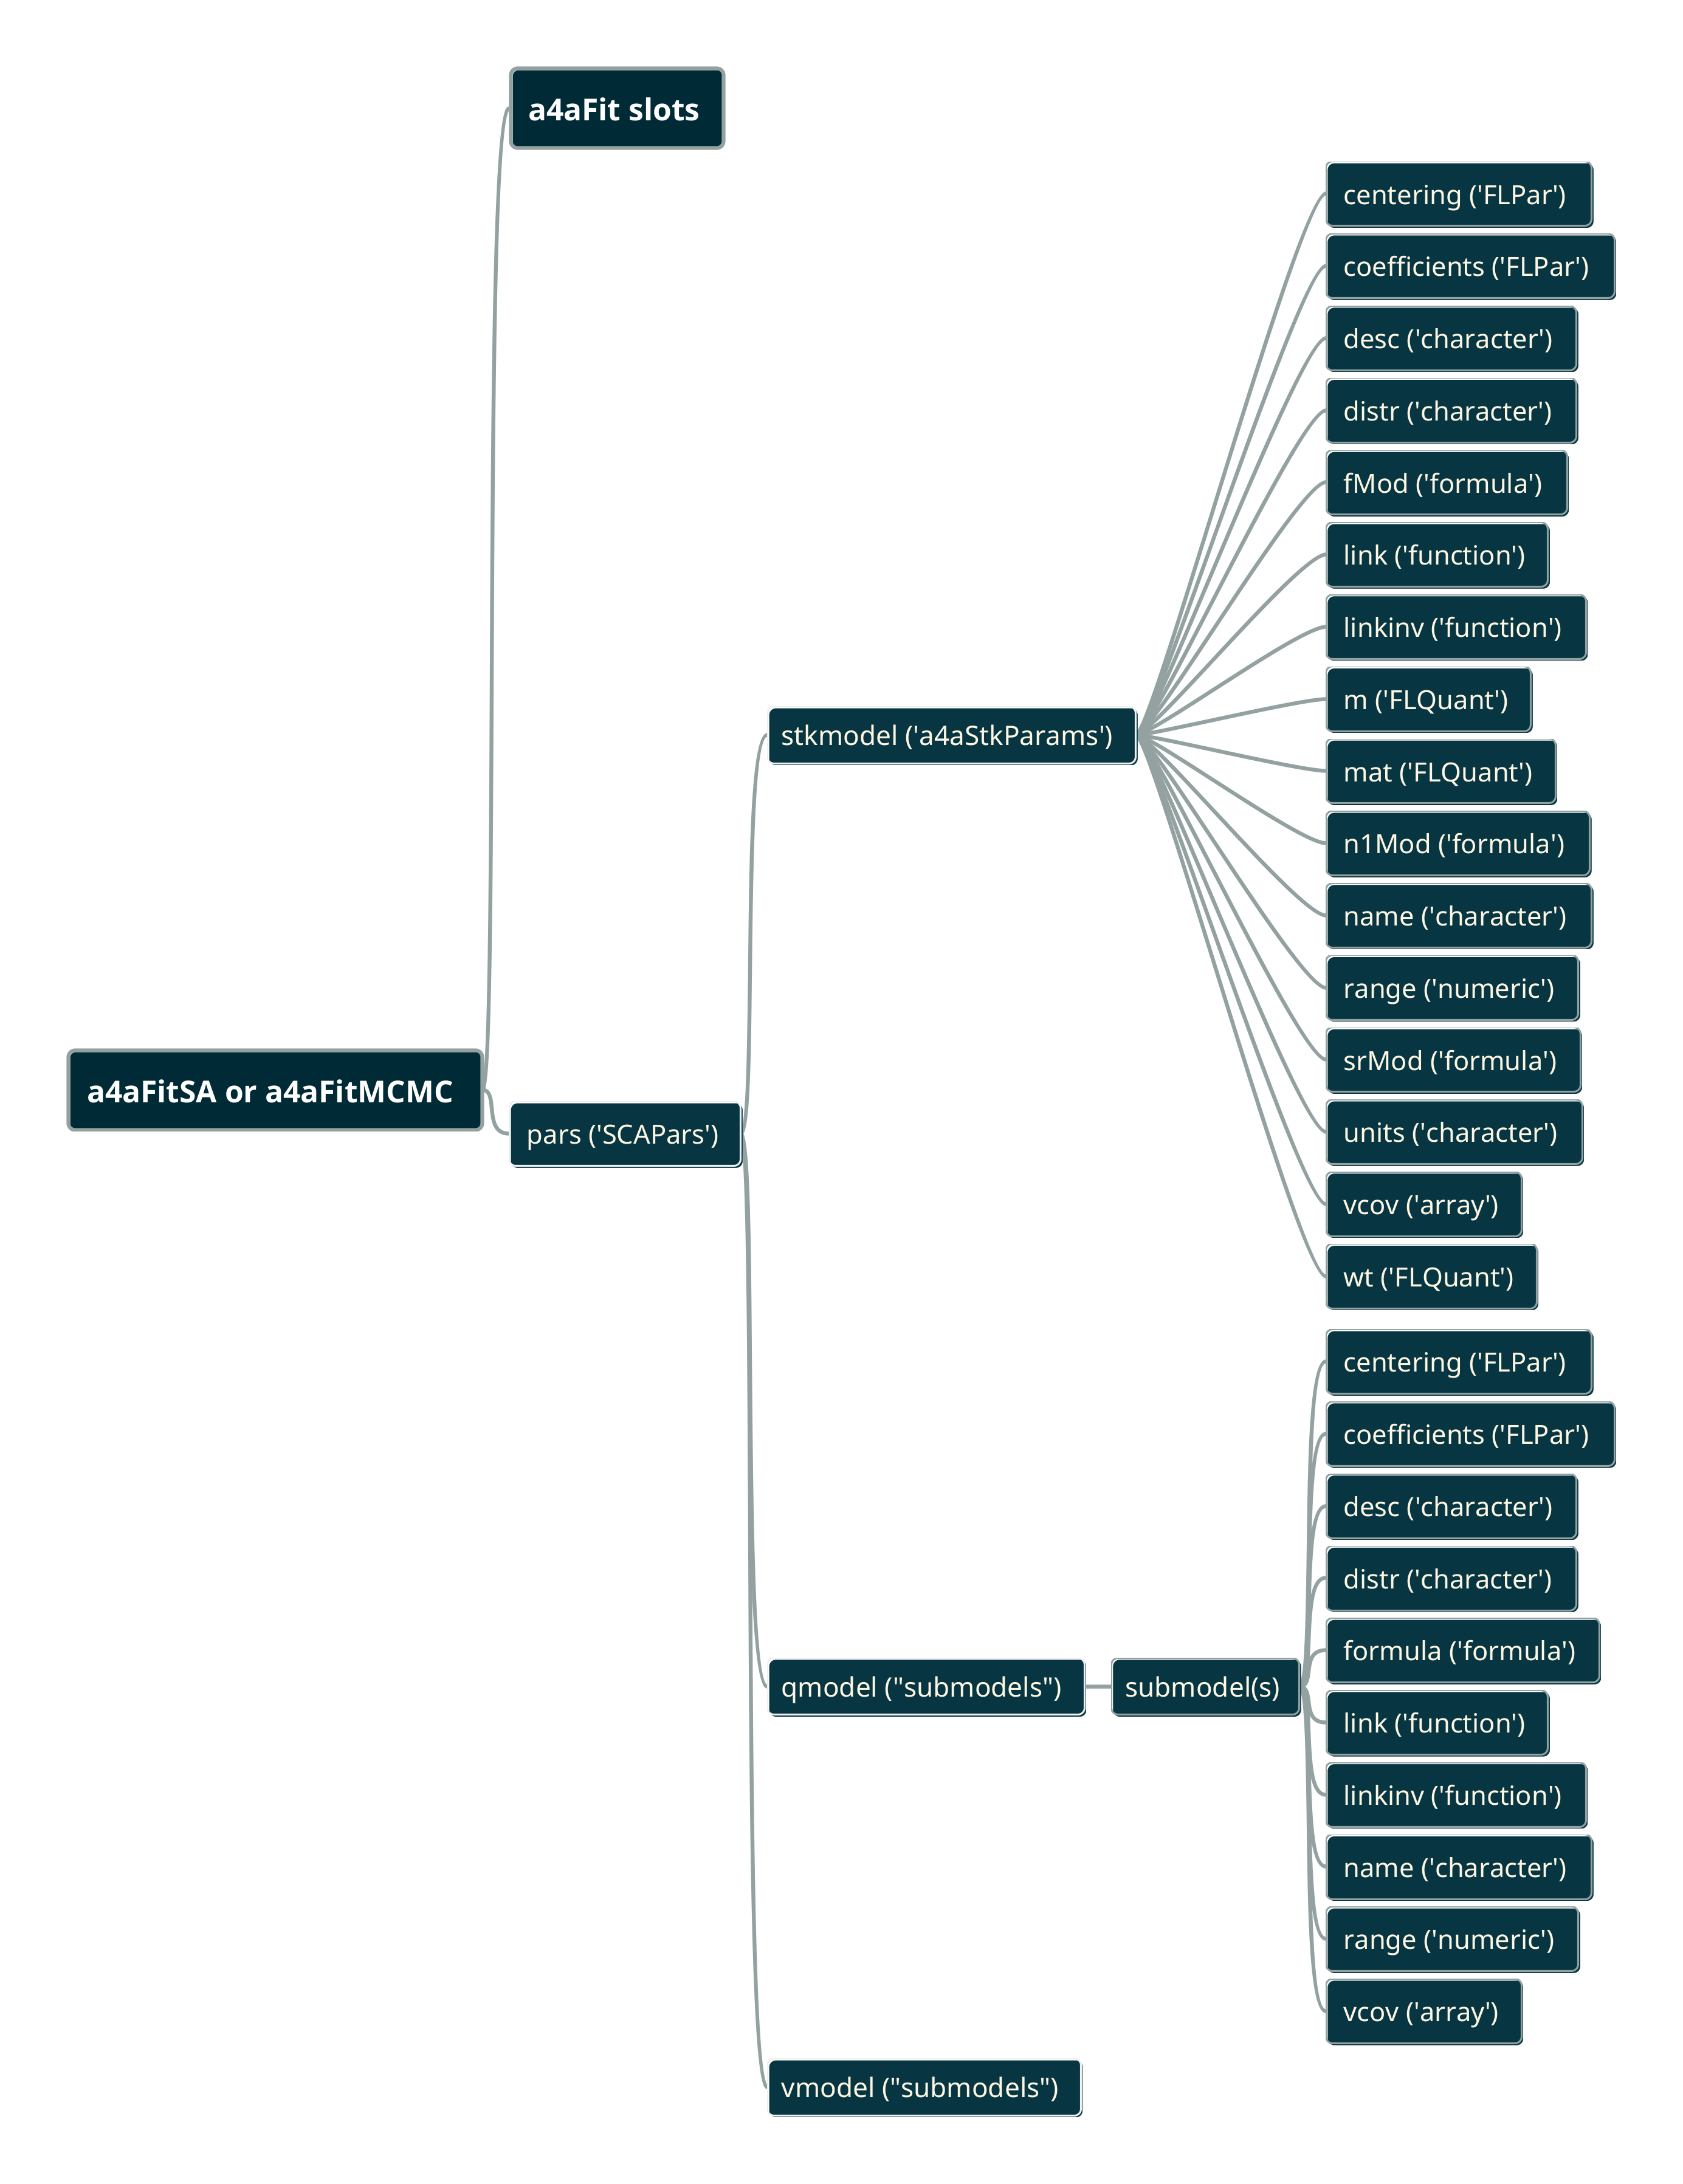 a4aFit slots
centering ('FLPar')
coefficients ('FLPar')
desc ('character')
distr ('character')
fMod ('formula')
link ('function')
linkinv ('function')
m ('FLQuant')
stkmodel ('a4aStkParams')
mat ('FLQuant')
n1Mod ('formula')
name ('character')
range ('numeric')
srMod ('formula')
a4aFitSA or a4aFitMCMC
pars ('SCAPars')
units ('character')
vcov ('array')
wt ('FLQuant')
centering ('FLPar')
coefficients ('FLPar')
desc ('character')
distr ('character')
formula ('formula')
qmodel ("submodels")
submodel(s)
link ('function')
linkinv ('function')
name ('character')
range ('numeric')
vcov ('array')
vmodel ("submodels")